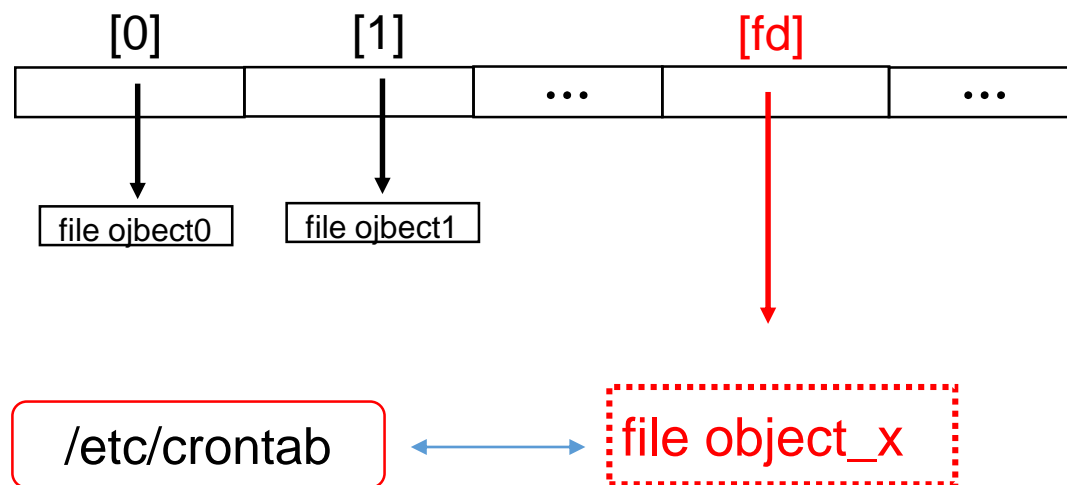 [0] [1] [fd]
... ...
file ojbect0 file ojbect1
/etc/crontab file object_x